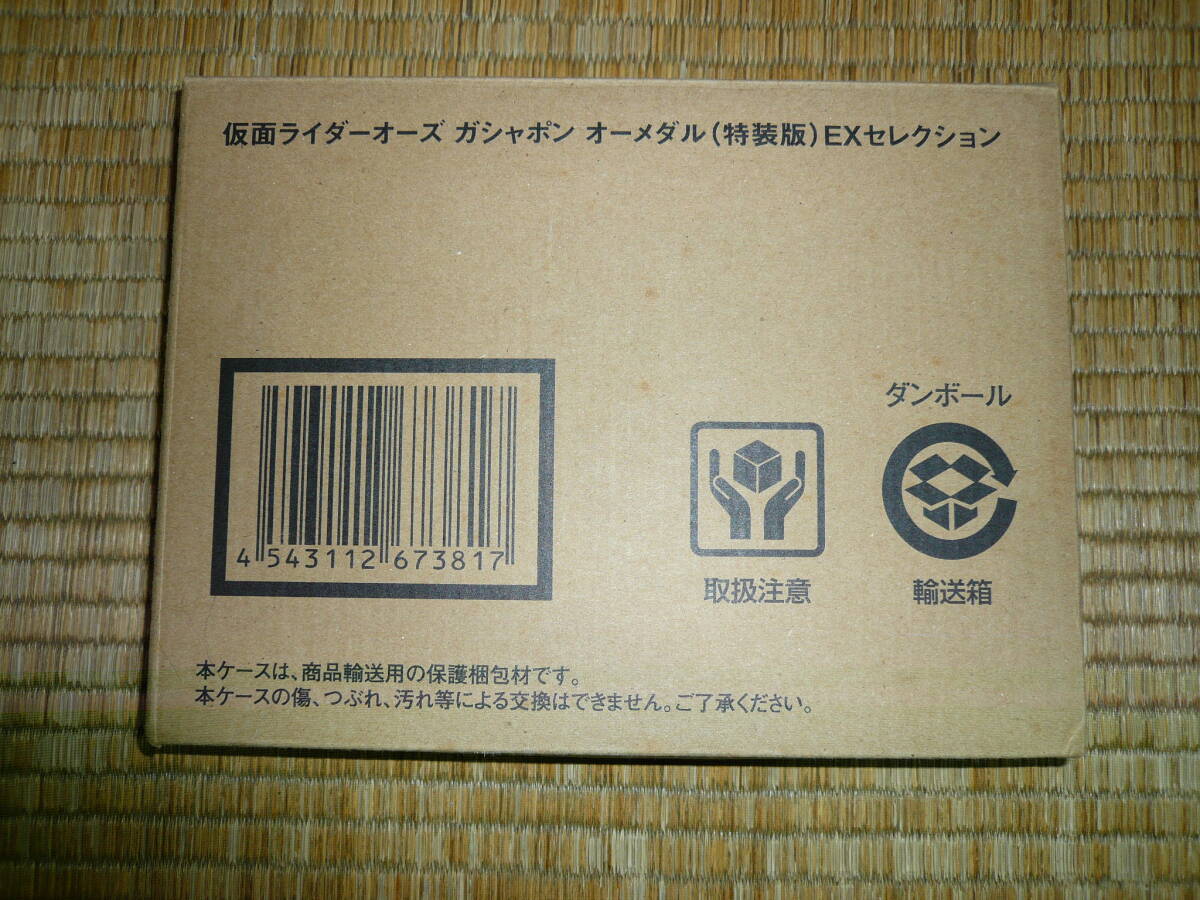 仮面ライダーオーズ ガシャポン オーメダル(特装版)EXセレクション
ダンボール
4 543112 673817
取扱注意
輸送箱
本ケースは、商品輸送用の保護梱包材です。
本ケースの傷、つぶれ、汚れ等による交換はできません。ご了承ください。